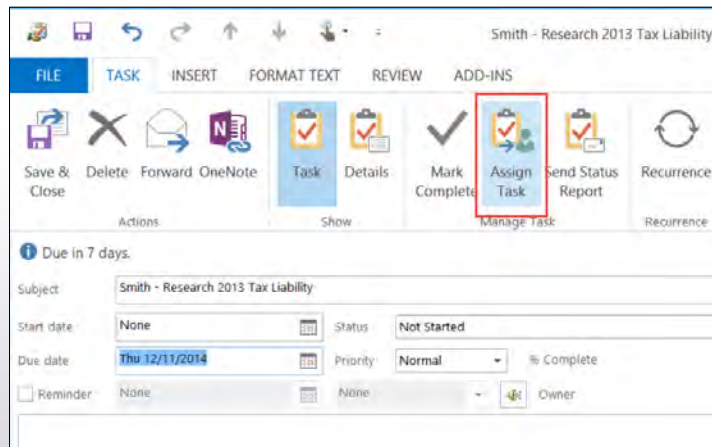 Smith - Research 2013 Tax Liability
FILE TASK INSERT FORMAT TEXT REVIEW ADD-INS
Save & Close Delete Forward OneNote Task Details Mark Complete Assign Task Send Status Report Recurrence
Actions Show Manage Task Recurrence
Due in 7 days.
Subject Smith - Research 2013 Tax Liability
Start date None Status Not Started
Due date Thu 12/11/2014 Priority Normal % Complete
Reminder None None Owner